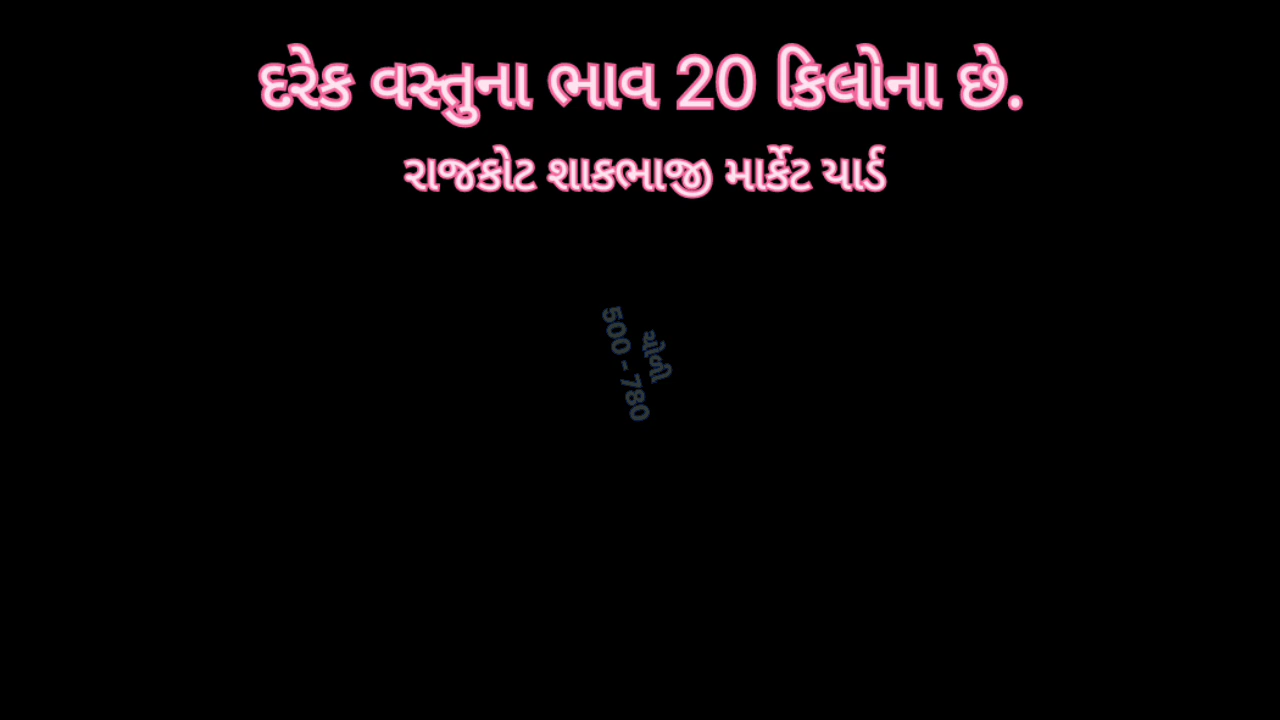 દરેક વસ્તુના ભાવ 20 કિલોના છે.
રાજકોટ શાકભાજી માર્કેટ યાર્ડ
ચોળી
500 - 780